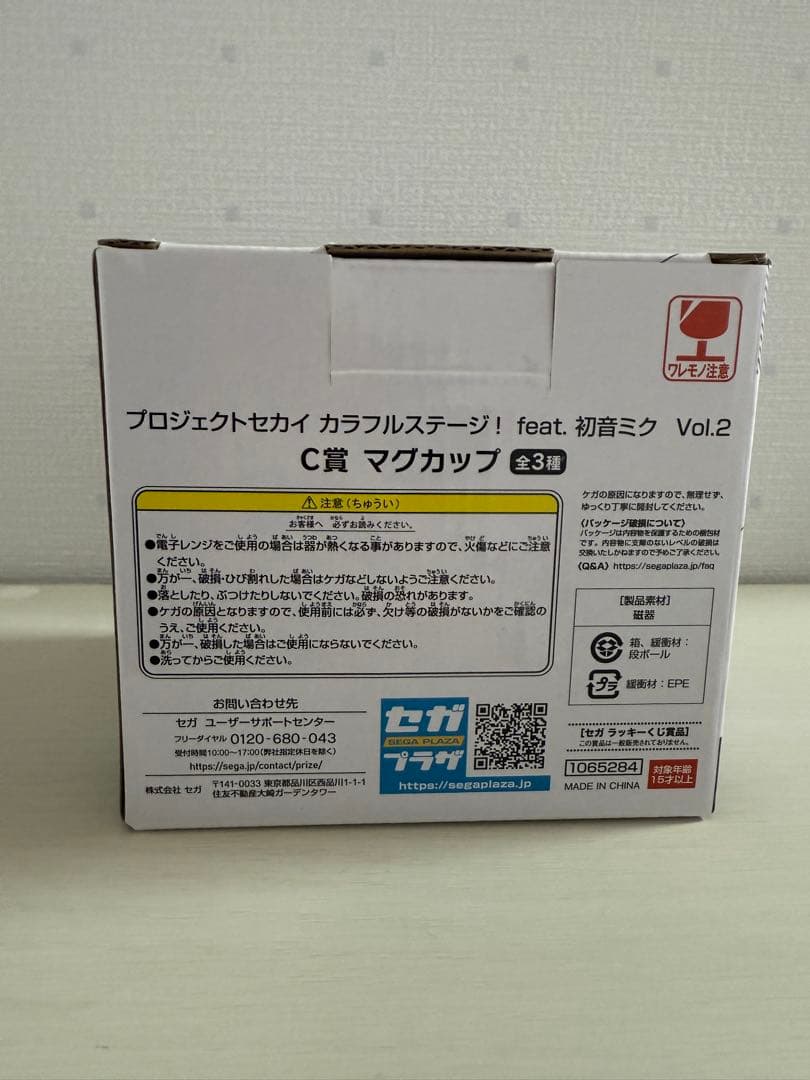 ワレモノ注意
プロジェクトセカイ カラフルステージ! feat. 初音ミク Vol.2
C賞 マグカップ 全3種
⚠注意(ちゅうい)
お客様へ 必ずお読みください。
●電子レンジをご使用の場合は器が熱くなる事がありますので、火傷などにご注意
ください。
●万が一、破損・ひび割れした場合はケガなどしないようご注意ください。
●落としたり、ぶつけたりしないでください。破損の恐れがあります。
●ケガの原因となりますので、使用前には必ず、欠け等の破損がないかをご確認の
うえ、ご使用ください。
●万が一、破損した場合はご使用にならないでください。
●洗ってからご使用ください。
ケガの原因になりますので、無理せず、
ゆっくり丁寧に開封してください。
〈パッケージ破損について〉
パッケージは内容物を保護するための梱包材
です。内容物に支障のないレベルの破損は
交換いたしかねますので予めご了承ください。
〈Q&A〉https://segaplaza.jp/faq
[製品素材]
磁器
箱、緩衝材:
段ボール
プラ
緩衝材:EPE
お問い合わせ先
セガ ユーザーサポートセンター
フリーダイヤル 0120-680-043
受付時間10:00~17:00(弊社指定休日を除く)
https://sega.jp/contact/prize/
株式会社 セガ 〒141-0033 東京都品川区西品川1-1-1
住友不動産大崎ガーデンタワー
セガ
SEGA PLAZA
プラザ
https://segaplaza.jp
【セガ ラッキーくじ賞品】
この賞品は一般販売されておりません。
1065284
MADE IN CHINA
対象年齢
15才以上